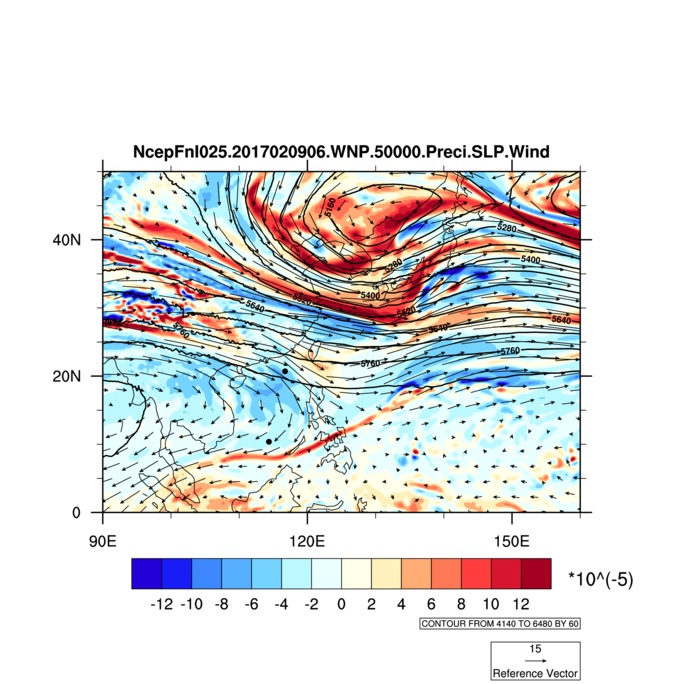 NcepFnl025.2017020906.WNP.50000.Preci.SLP.Wind
5160
40N
5280
5280
5400
5400
5520
5640
5520
5640
5640
5760
5760
5760
20N
0
90E 120E 150E
-12 -10 -8 -6 -4 -2 0 2 4 6 8 10 12
*10^(-5)
CONTOUR FROM 4140 TO 6480 BY 60
15
Reference Vector